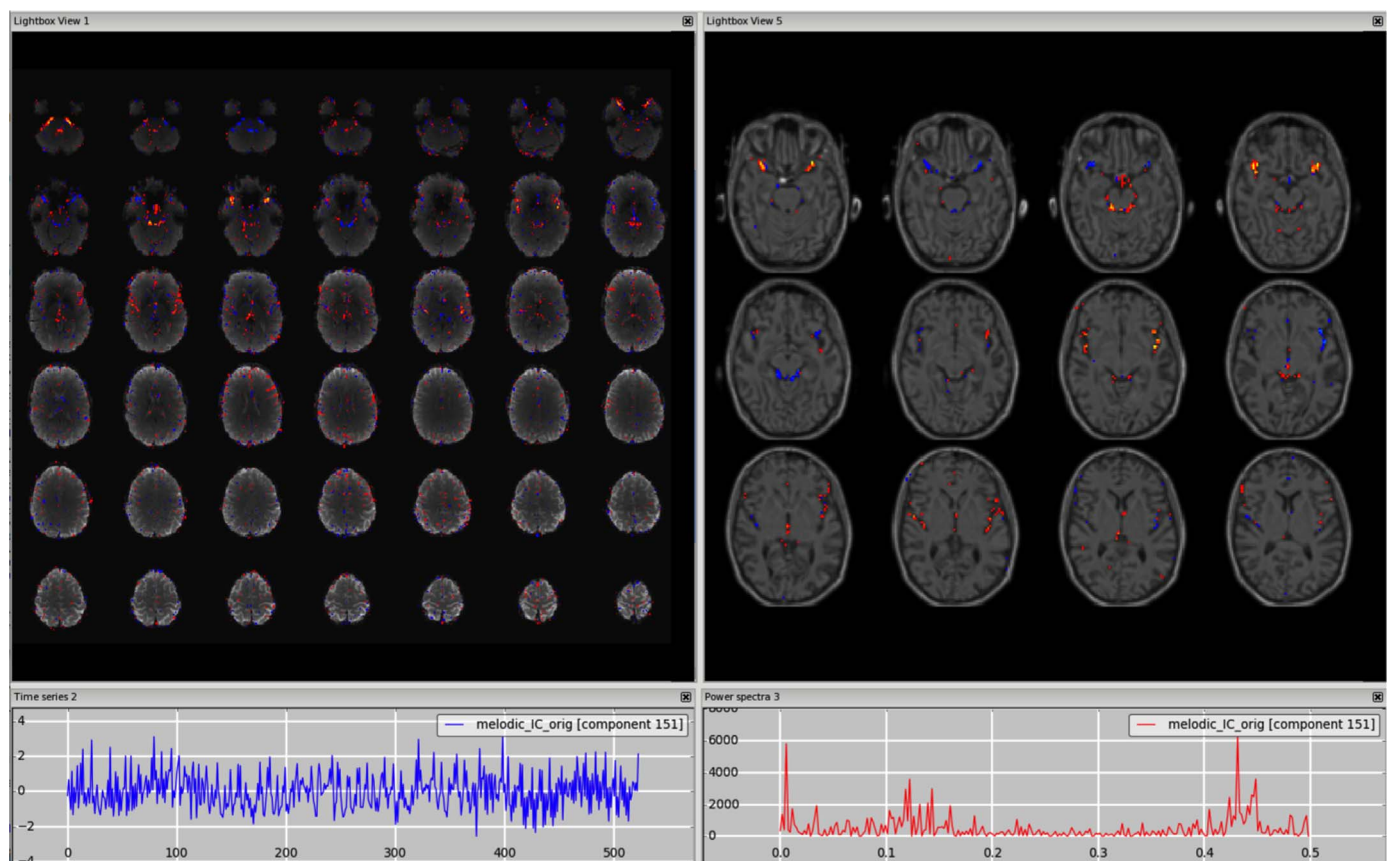 Lightbox View 1
Lightbox View 5
Time series 2
4
2
0
−2
−4
melodic_IC_orig [component 151]
0 100 200 300 400 500
Power spectra 3
8000
6000
4000
2000
0
melodic_IC_orig [component 151]
0.0 0.1 0.2 0.3 0.4 0.5